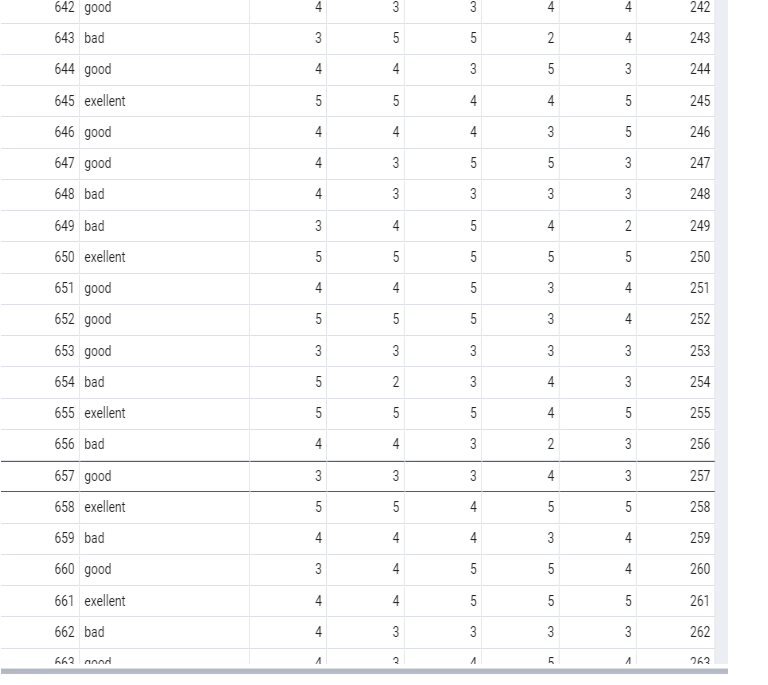 642 good 4 3 3 4 4 242
643 bad 3 5 5 2 4 243
644 good 4 4 3 5 3 244
645 exellent 5 5 4 4 5 245
646 good 4 4 4 3 5 246
647 good 4 3 5 5 3 247
648 bad 4 3 3 3 3 248
649 bad 3 4 5 4 2 249
650 exellent 5 5 5 5 5 250
651 good 4 4 5 3 4 251
652 good 5 5 5 3 4 252
653 good 3 3 3 3 3 253
654 bad 5 2 3 4 3 254
655 exellent 5 5 5 4 5 255
656 bad 4 4 3 2 3 256
657 good 3 3 3 4 3 257
658 exellent 5 5 4 5 5 258
659 bad 4 4 4 3 4 259
660 good 3 4 5 5 4 260
661 exellent 4 4 5 5 5 261
662 bad 4 3 3 3 3 262
663 good 4 3 4 5 4 263